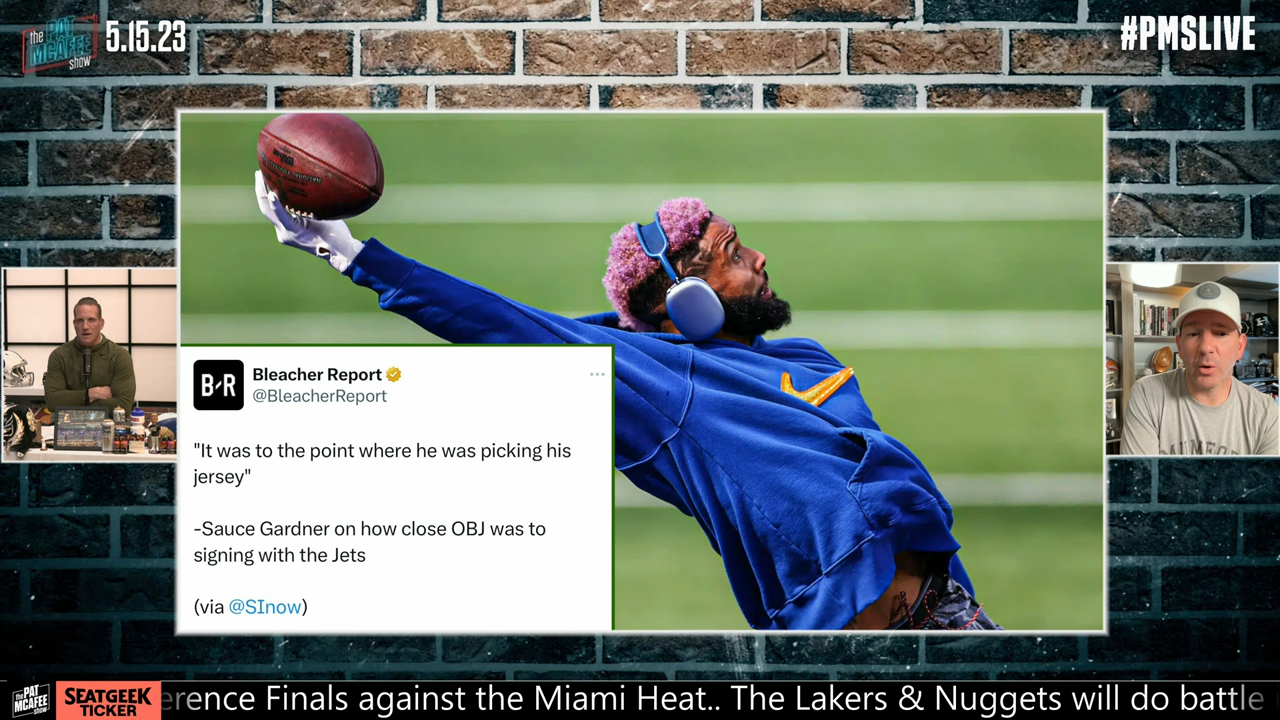 the
PAT
MCAFEE
show
5.15.23
#PMSLIVE
B/R
Bleacher Report
@BleacherReport
...
"It was to the point where he was picking his
jersey"
-Sauce Gardner on how close OBJ was to
signing with the Jets
(via @SInow)
the PAT
MCAFEE
show
SEATGEEK
TICKER
erence Finals against the Miami Heat.. The Lakers & Nuggets will do battle